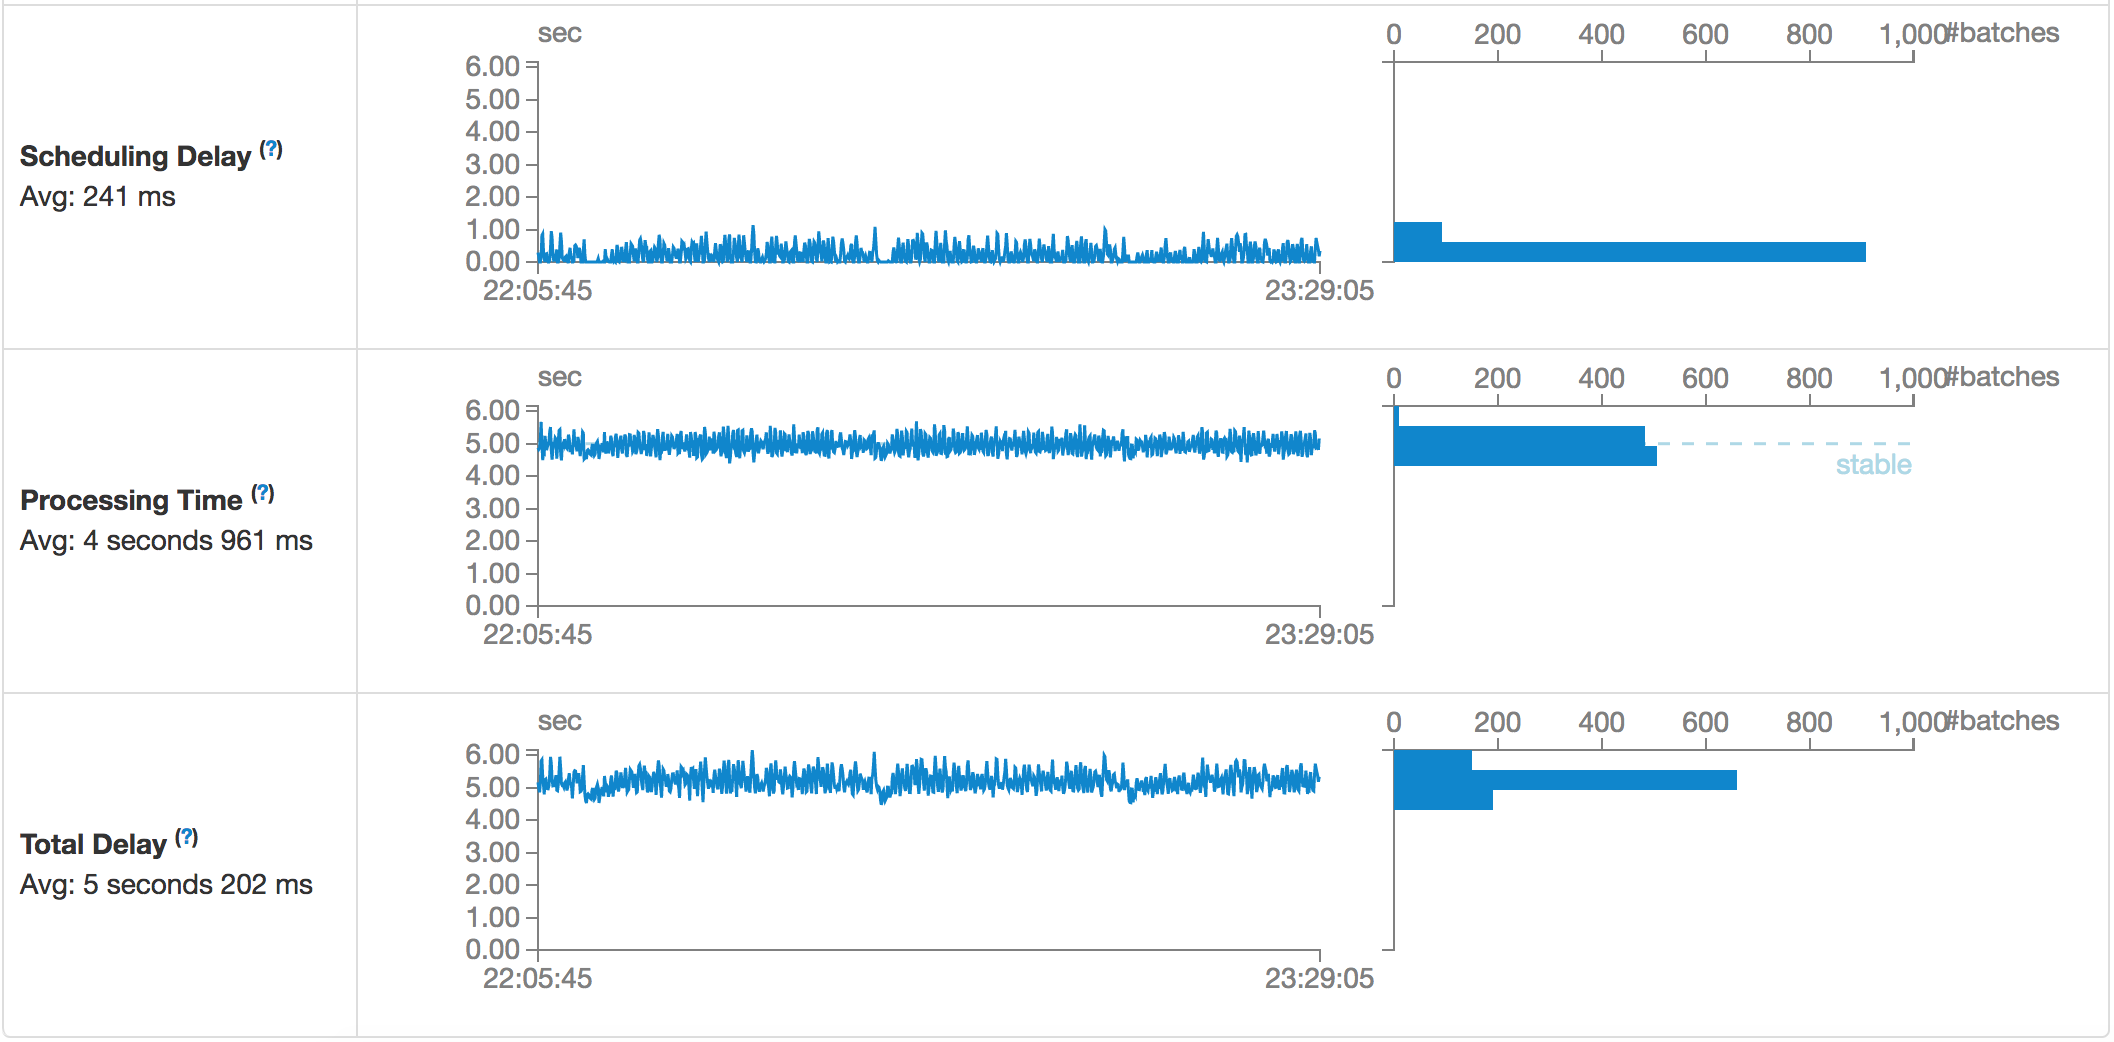 sec
0 200 400 600 800 1,000 #batches
6.00
5.00
4.00
3.00
2.00
1.00
0.00
22:05:45 23:29:05
Scheduling Delay (?)
Avg: 241 ms
sec
0 200 400 600 800 1,000 #batches
6.00
5.00
4.00
3.00
2.00
1.00
0.00
22:05:45 23:29:05
stable
Processing Time (?)
Avg: 4 seconds 961 ms
sec
0 200 400 600 800 1,000 #batches
6.00
5.00
4.00
3.00
2.00
1.00
0.00
22:05:45 23:29:05
Total Delay (?)
Avg: 5 seconds 202 ms